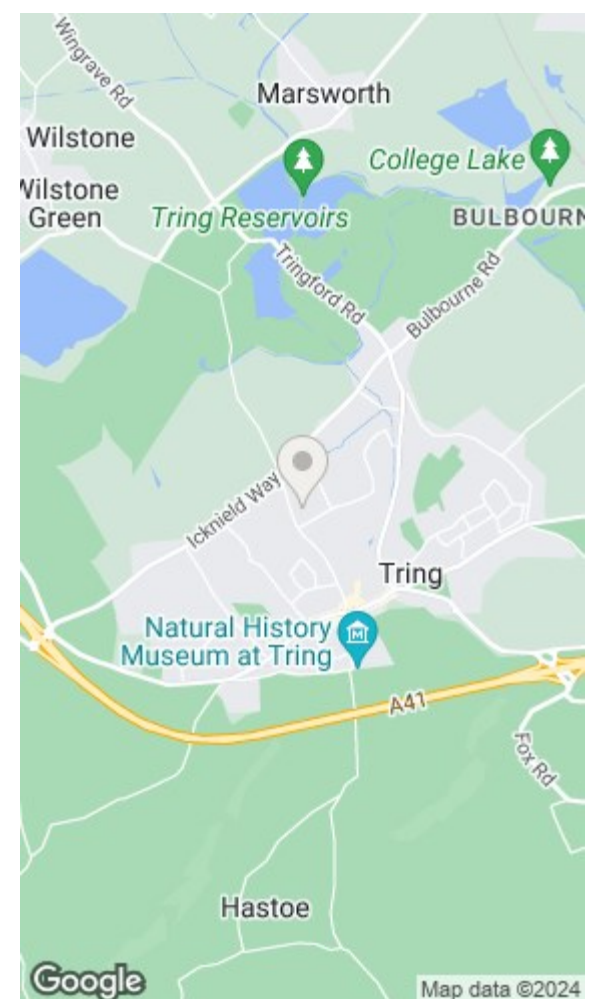 Wingrave Rd
Marsworth
Wilstone
College Lake
Wilstone
Green
Tring Reservoirs
BULBOURN
Tringford Rd
Bulbourne Rd
Icknield Way
Tring
Natural History
Museum at Tring
M
A41
Fox Rd
Hastoe
Google
Map data ©2024